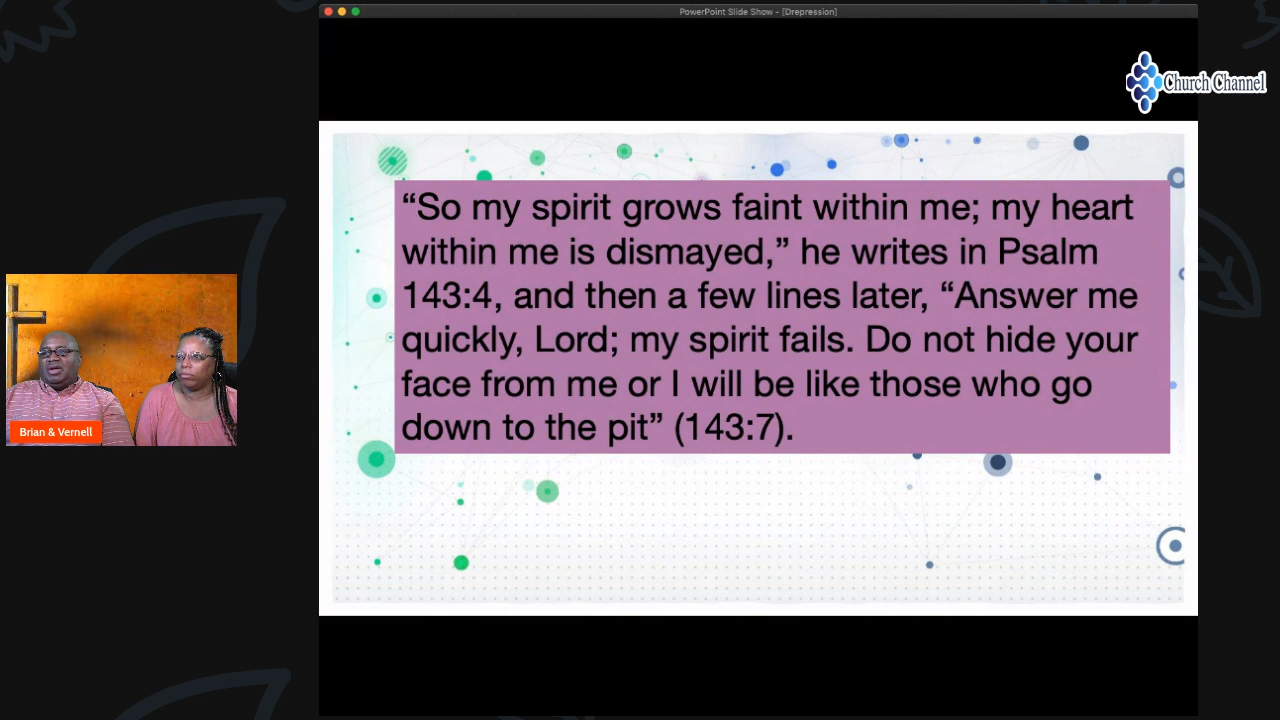 PowerPoint Slide Show - [Drepression]
Church Channel
“So my spirit grows faint within me; my heart
within me is dismayed,” he writes in Psalm
143:4, and then a few lines later, “Answer me
quickly, Lord; my spirit fails. Do not hide your
face from me or I will be like those who go
down to the pit” (143:7).
Brian & Vernell